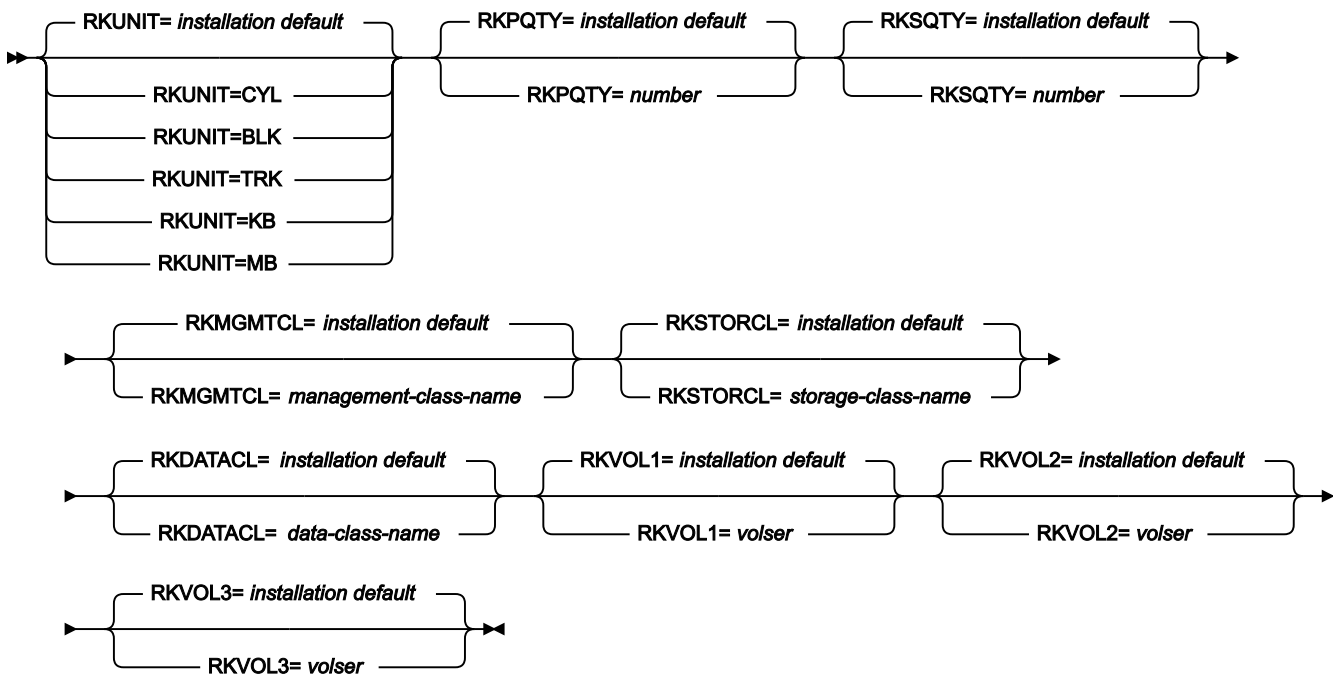 RKUNIT= installation default RKPQTY= installation default RKSQTY= installation default
RKUNIT=CYL RKPQTY= number RKSQTY= number
RKUNIT=BLK
RKUNIT=TRK
RKUNIT=KB
RKUNIT=MB
RKMGMTCL= installation default RKSTORCL= installation default
RKMGMTCL= management-class-name RKSTORCL= storage-class-name
RKDATACL= installation default RKVOL1= installation default RKVOL2= installation default
RKDATACL= data-class-name RKVOL1= volser RKVOL2= volser
RKVOL3= installation default
RKVOL3= volser